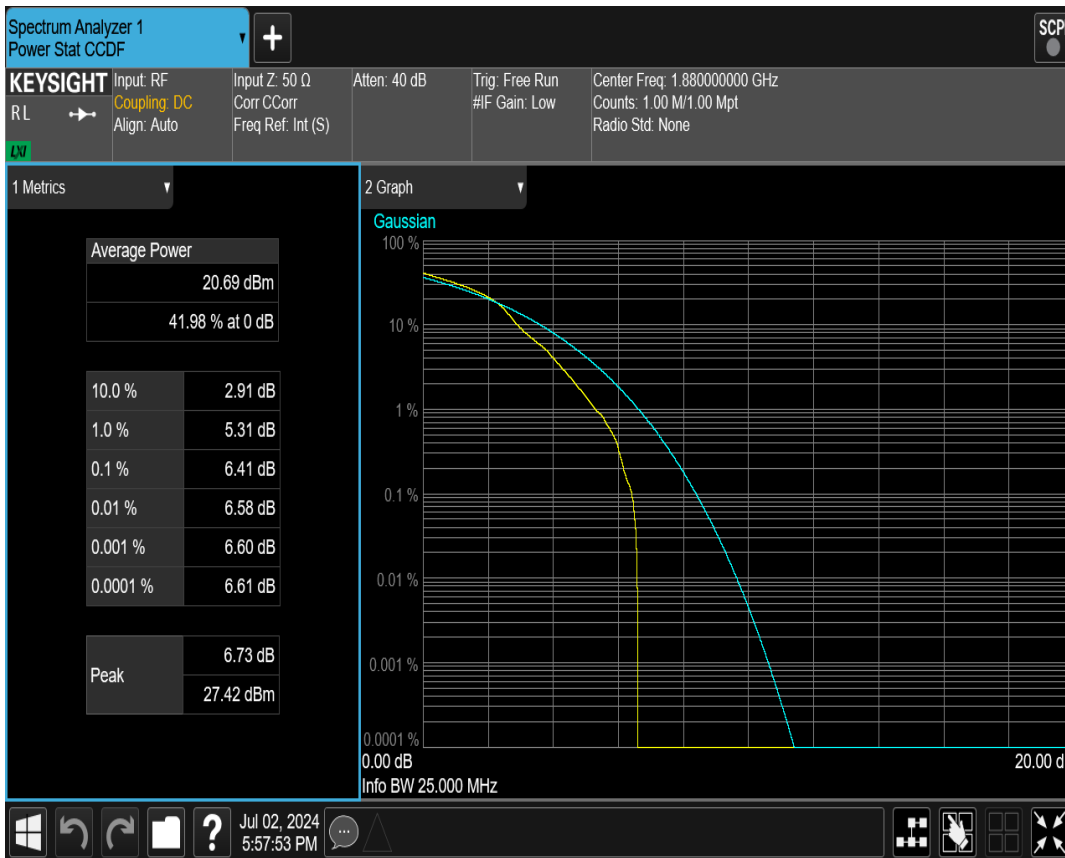 Spectrum Analyzer 1
Power Stat CCDF
+
SCP
KEYSIGHT
RL
LXI
Input: RF
Coupling: DC
Align: Auto
Input Z: 50 Ω
Corr CCorr
Freq Ref: Int (S)
Atten: 40 dB
Trig: Free Run
#IF Gain: Low
Center Freq: 1.880000000 GHz
Counts: 1.00 M/1.00 Mpt
Radio Std: None
1 Metrics
Average Power
20.69 dBm
41.98 % at 0 dB
10.0 % 2.91 dB
1.0 % 5.31 dB
0.1 % 6.41 dB
0.01 % 6.58 dB
0.001 % 6.60 dB
0.0001 % 6.61 dB
Peak
6.73 dB
27.42 dBm
2 Graph
Gaussian
100 %
10 %
1 %
0.1 %
0.01 %
0.001 %
0.0001 %
0.00 dB 20.00 d
Info BW 25.000 MHz
?
Jul 02, 2024
5:57:53 PM